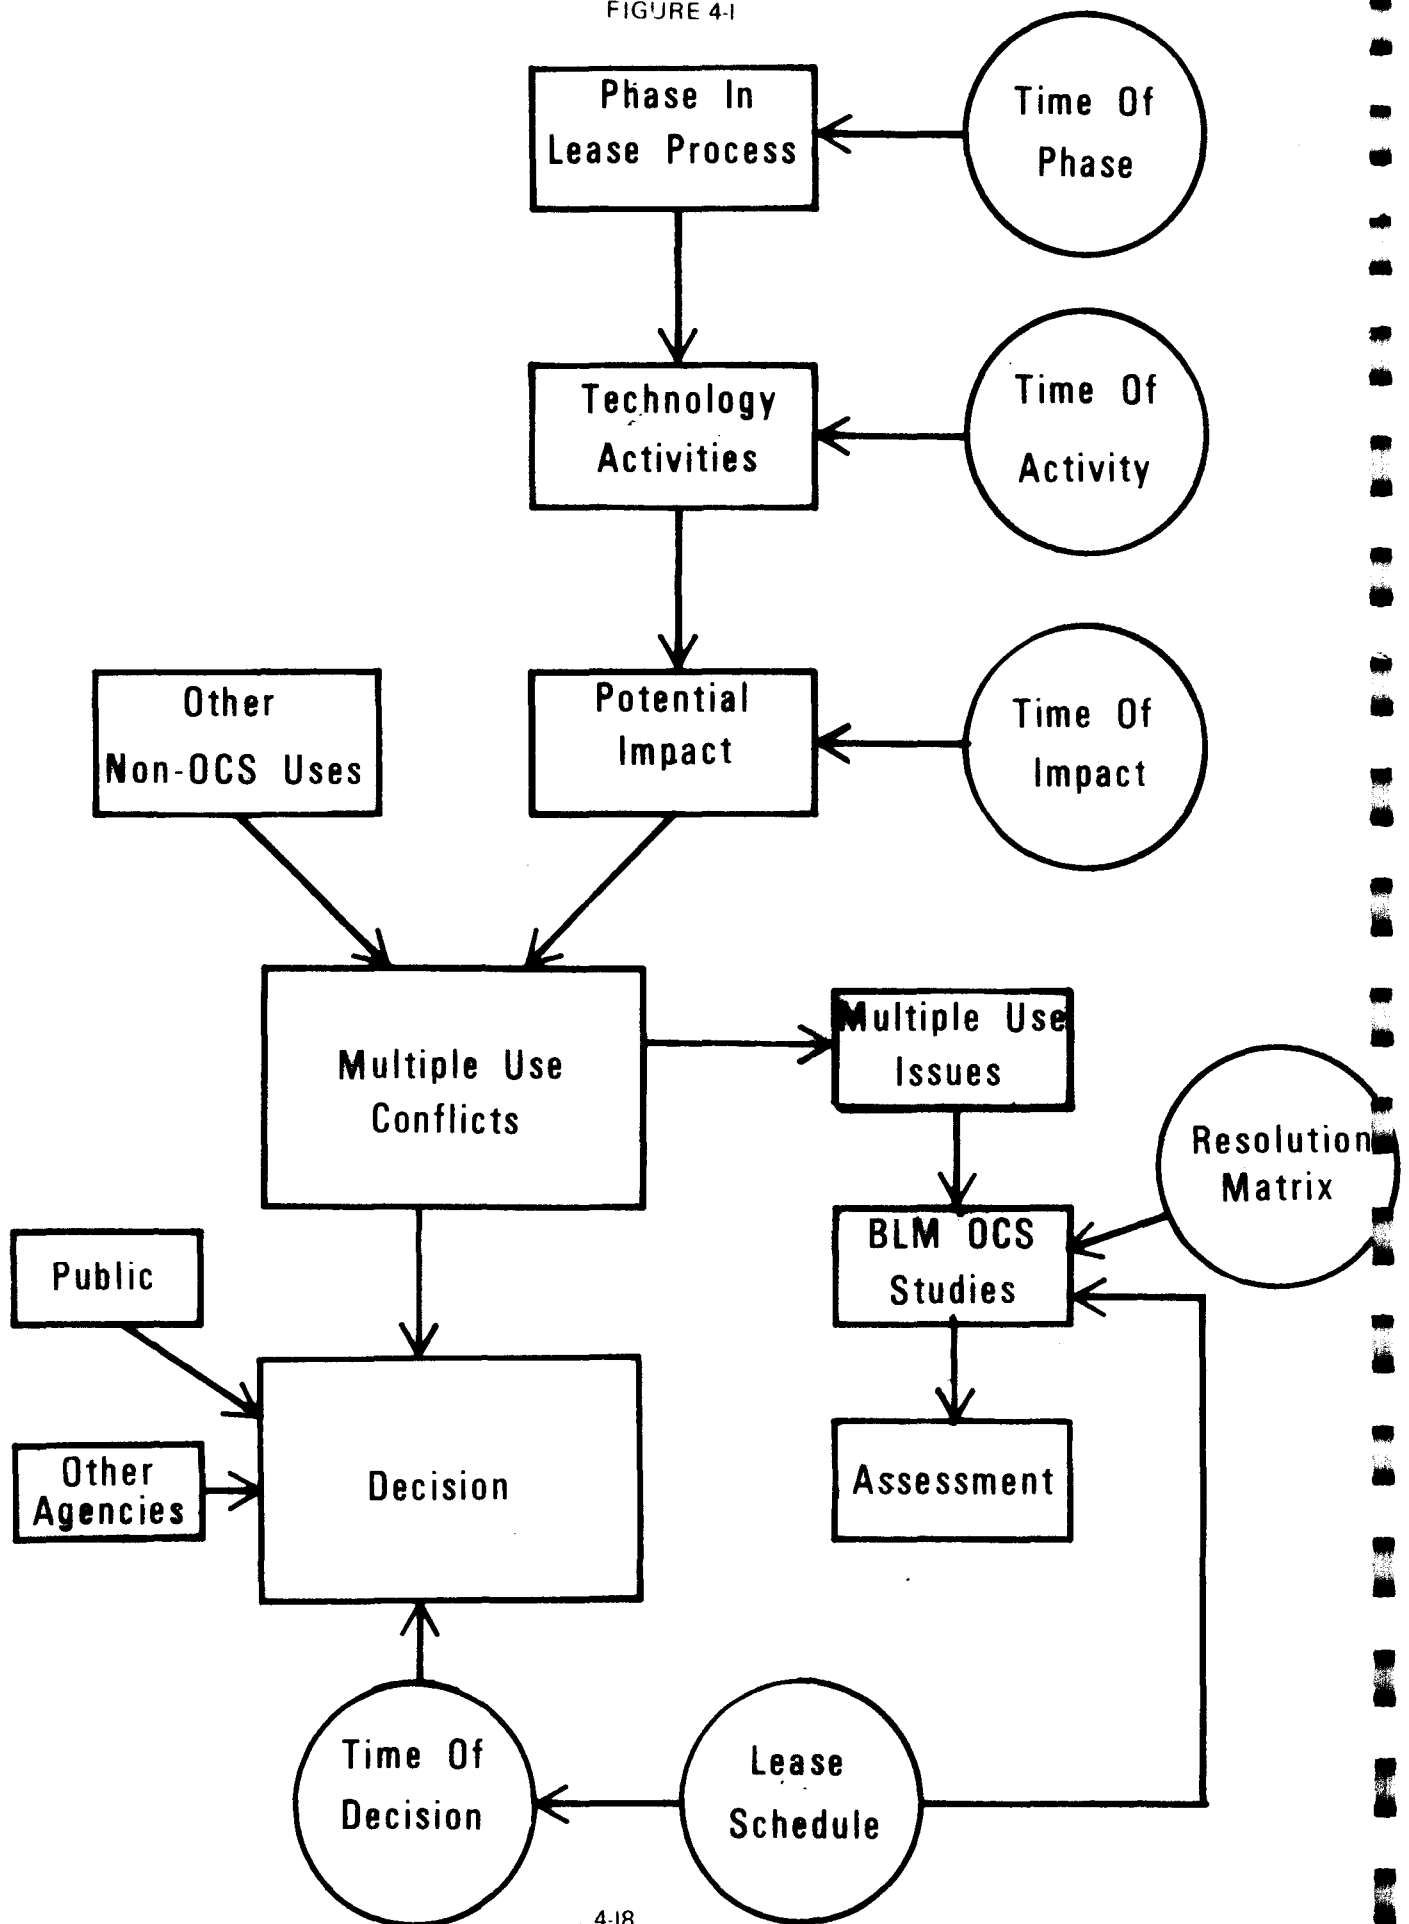 FIGURE 4-1
Phase In
Lease Process
Time Of
Phase
Technology
Activities
Time Of
Activity
Other
Non-OCS Uses
Potential
Impact
Time Of
Impact
Multiple Use
Conflicts
Multiple Use
Issues
Resolution
Matrix
BLM OCS
Studies
Public
Other
Agencies
Decision
Assessment
Time Of
Decision
Lease
Schedule
4-18